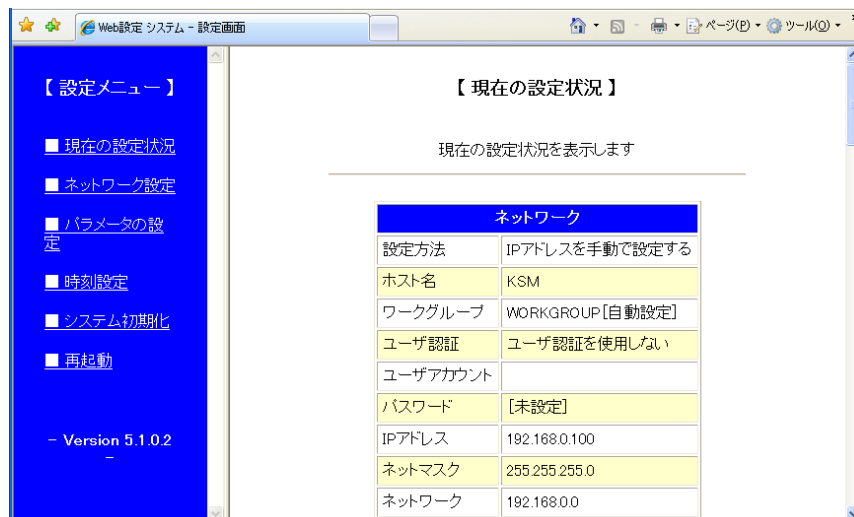 Web設定 システム - 設定画面
ページ(P) ツール(O)
【 設定メニュー 】
■ 現在の設定状況
■ ネットワーク設定
■ パラメータの設
定
■ 時刻設定
■ システム初期化
■ 再起動
- Version 5.1.0.2
-
【 現在の設定状況 】
現在の設定状況を表示します
ネットワーク
設定方法 IPアドレスを手動で設定する
ホスト名 KSM
ワークグループ WORKGROUP[自動設定]
ユーザ認証 ユーザ認証を使用しない
ユーザアカウント
パスワード [未設定]
IPアドレス 192.168.0.100
ネットマスク 255.255.255.0
ネットワーク 192.168.0.0